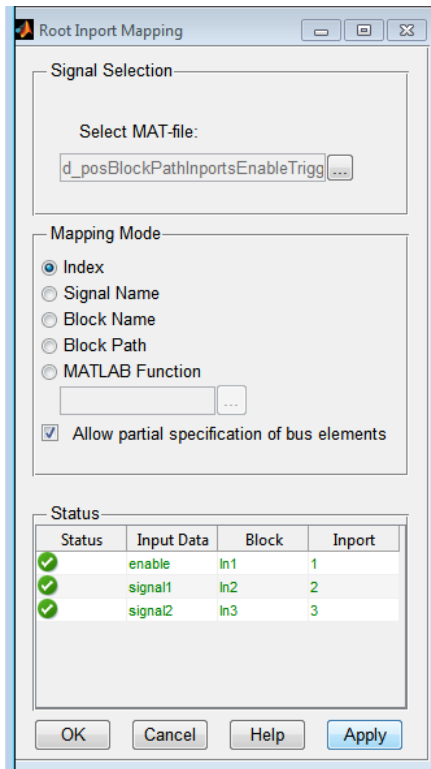 Root Inport Mapping
Signal Selection
Select MAT-file:
d_posBlockPathInportsEnableTrigg ...
Mapping Mode
Index
Signal Name
Block Name
Block Path
MATLAB Function
...
Allow partial specification of bus elements
Status
Status Input Data Block Inport
enable In1 1
signal1 In2 2
signal2 In3 3
OK Cancel Help Apply